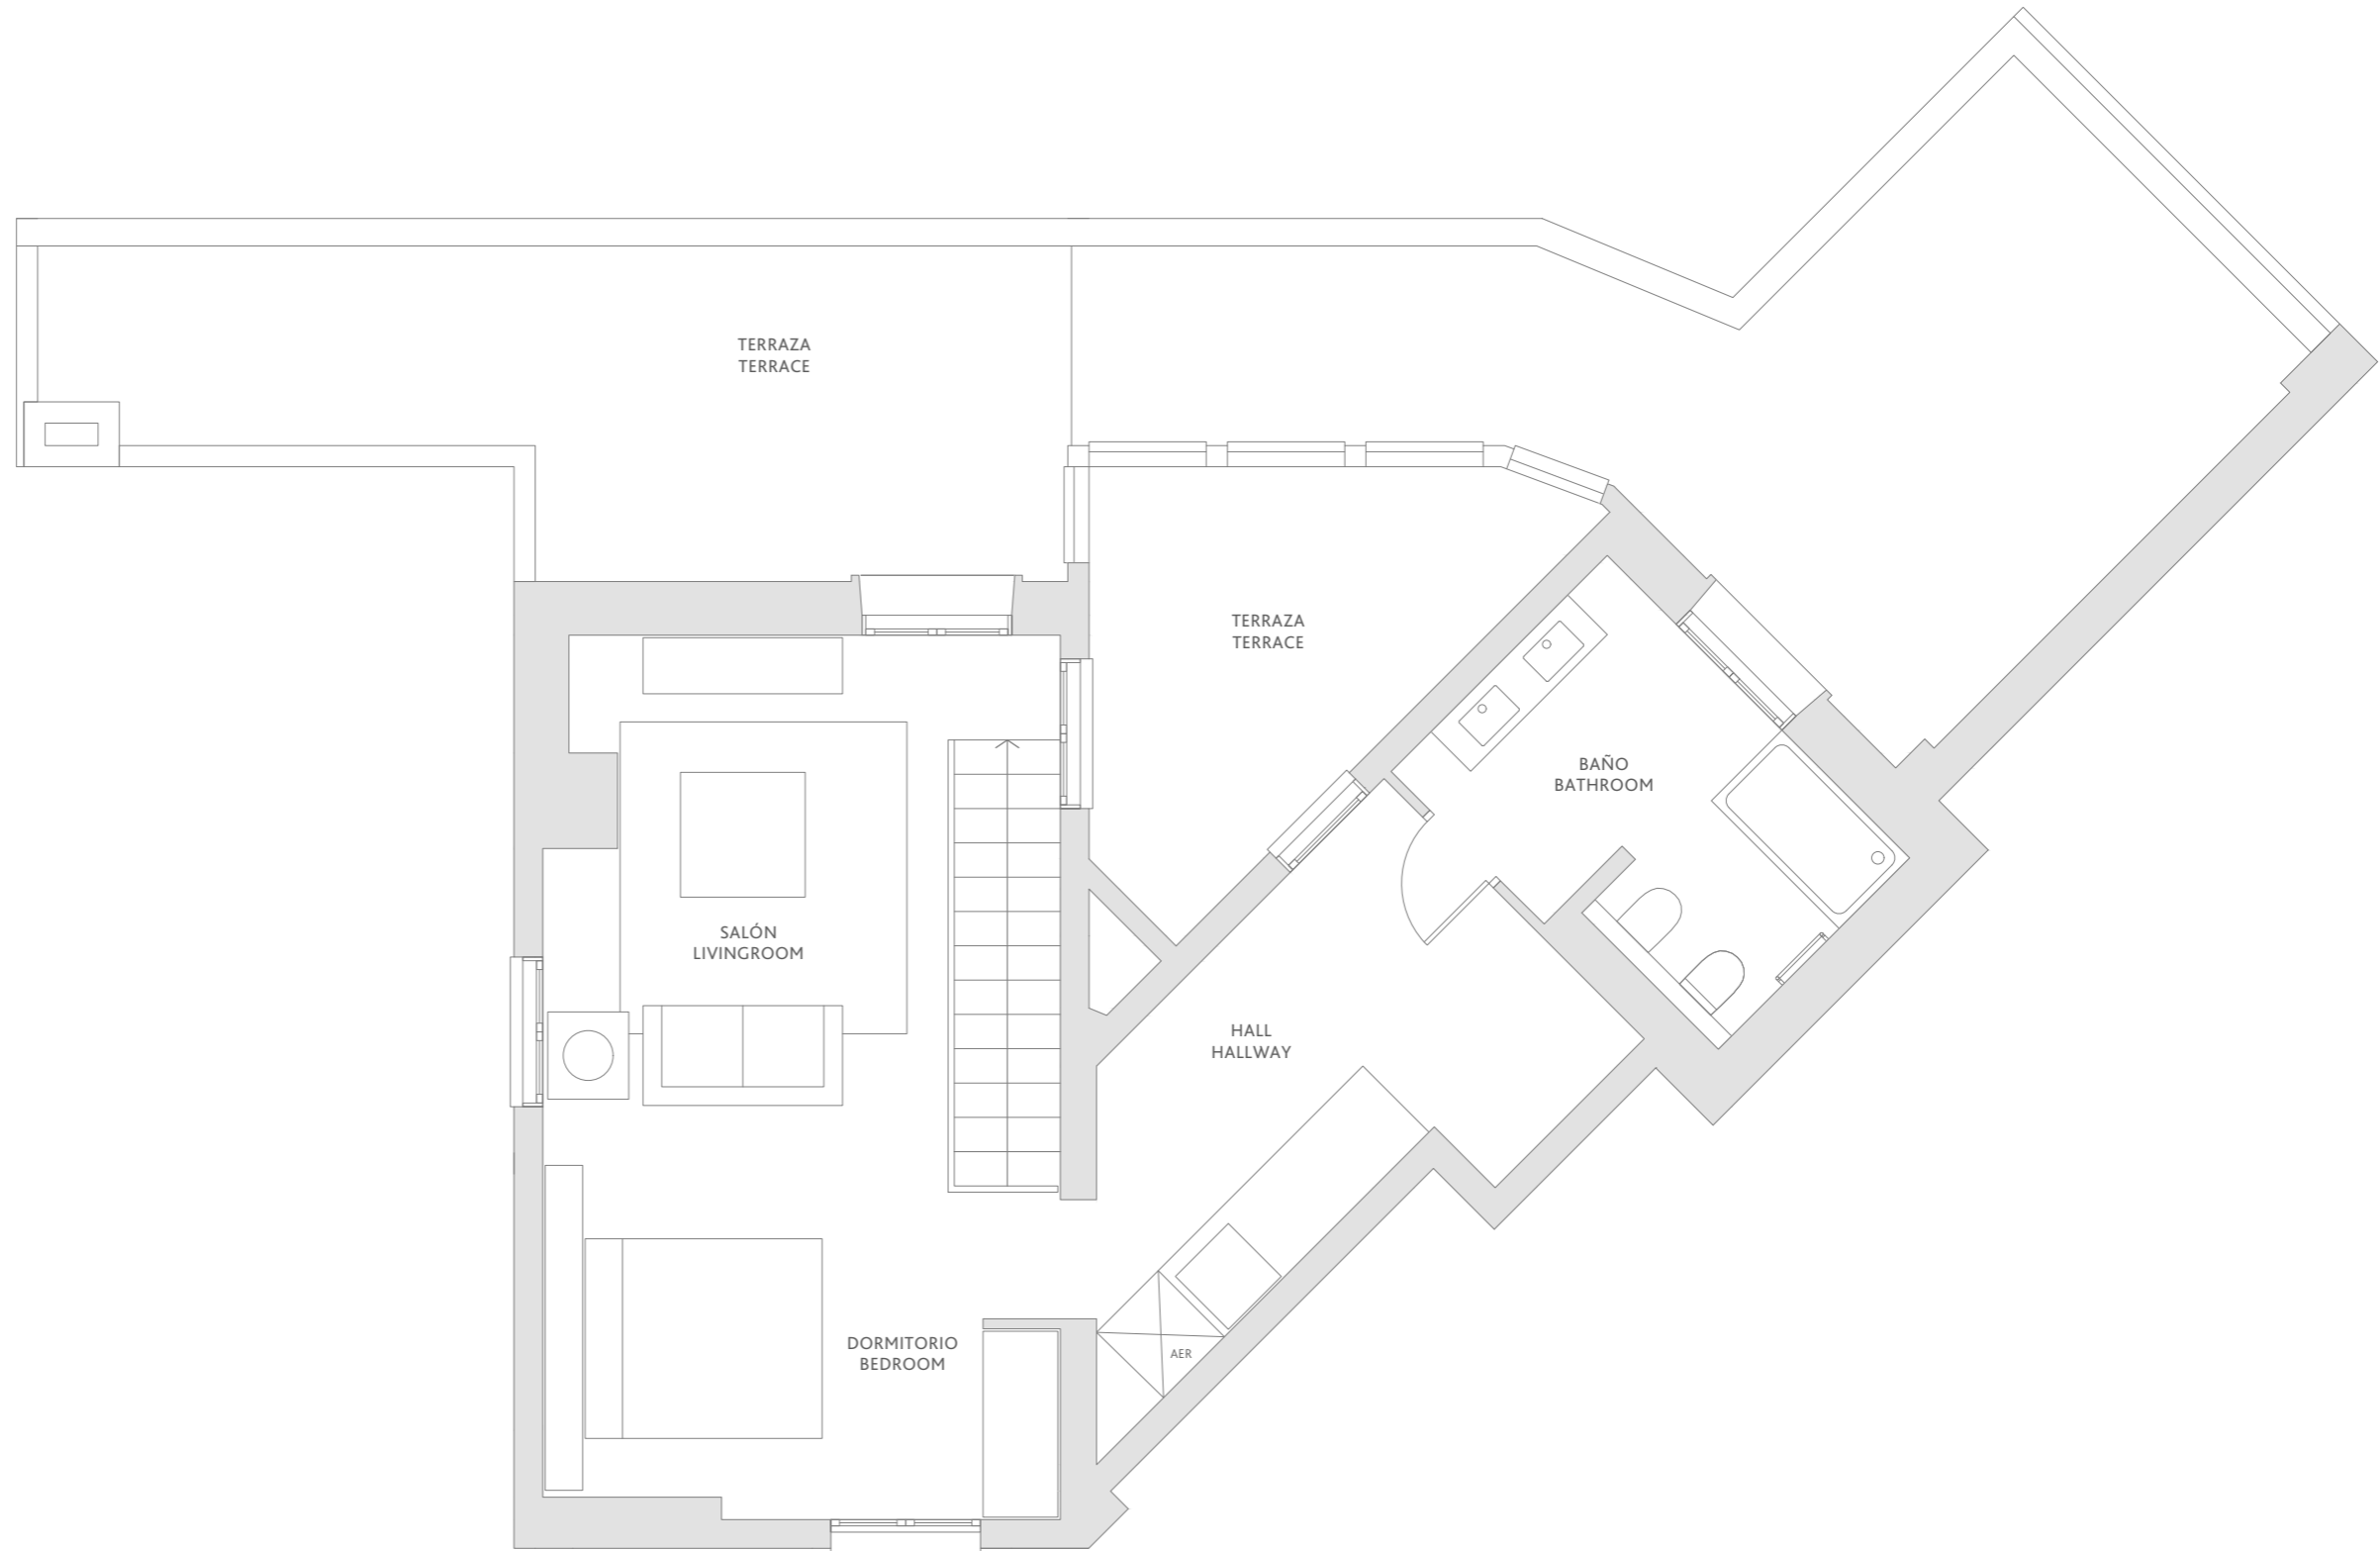 TERRAZA
TERRACE
TERRAZA
TERRACE
BAÑO
BATHROOM
SALÓN
LIVINGROOM
HALL
HALLWAY
DORMITORIO
BEDROOM
AER